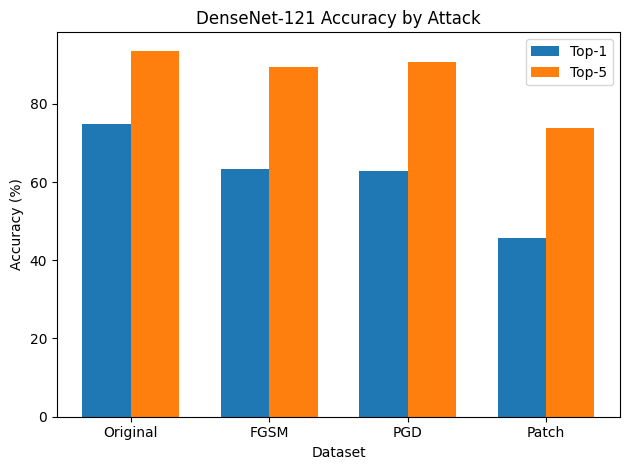 DenseNet-121 Accuracy by Attack
Top-1
Top-5
Accuracy (%)
80
60
40
20
0
Original FGSM PGD Patch
Dataset